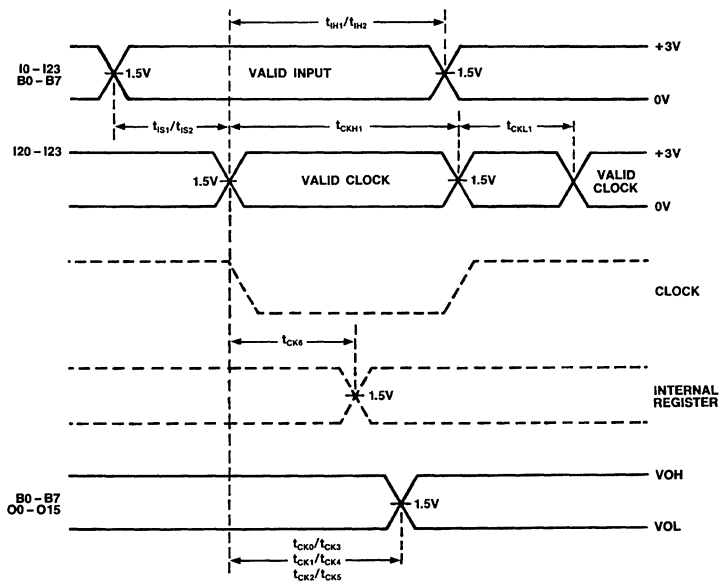 tIH1/tIH2
I0–I23
B0–B7
1.5V
VALID INPUT
1.5V
+3V
0V
tIS1/tIS2
tCKH1
tCKL1
I20–I23
1.5V
VALID CLOCK
1.5V
+3V
VALID
CLOCK
0V
CLOCK
tCK6
1.5V
INTERNAL
REGISTER
B0–B7
O0–O15
1.5V
VOH
VOL
tCK0/tCK3
tCK1/tCK4
tCK2/tCK5